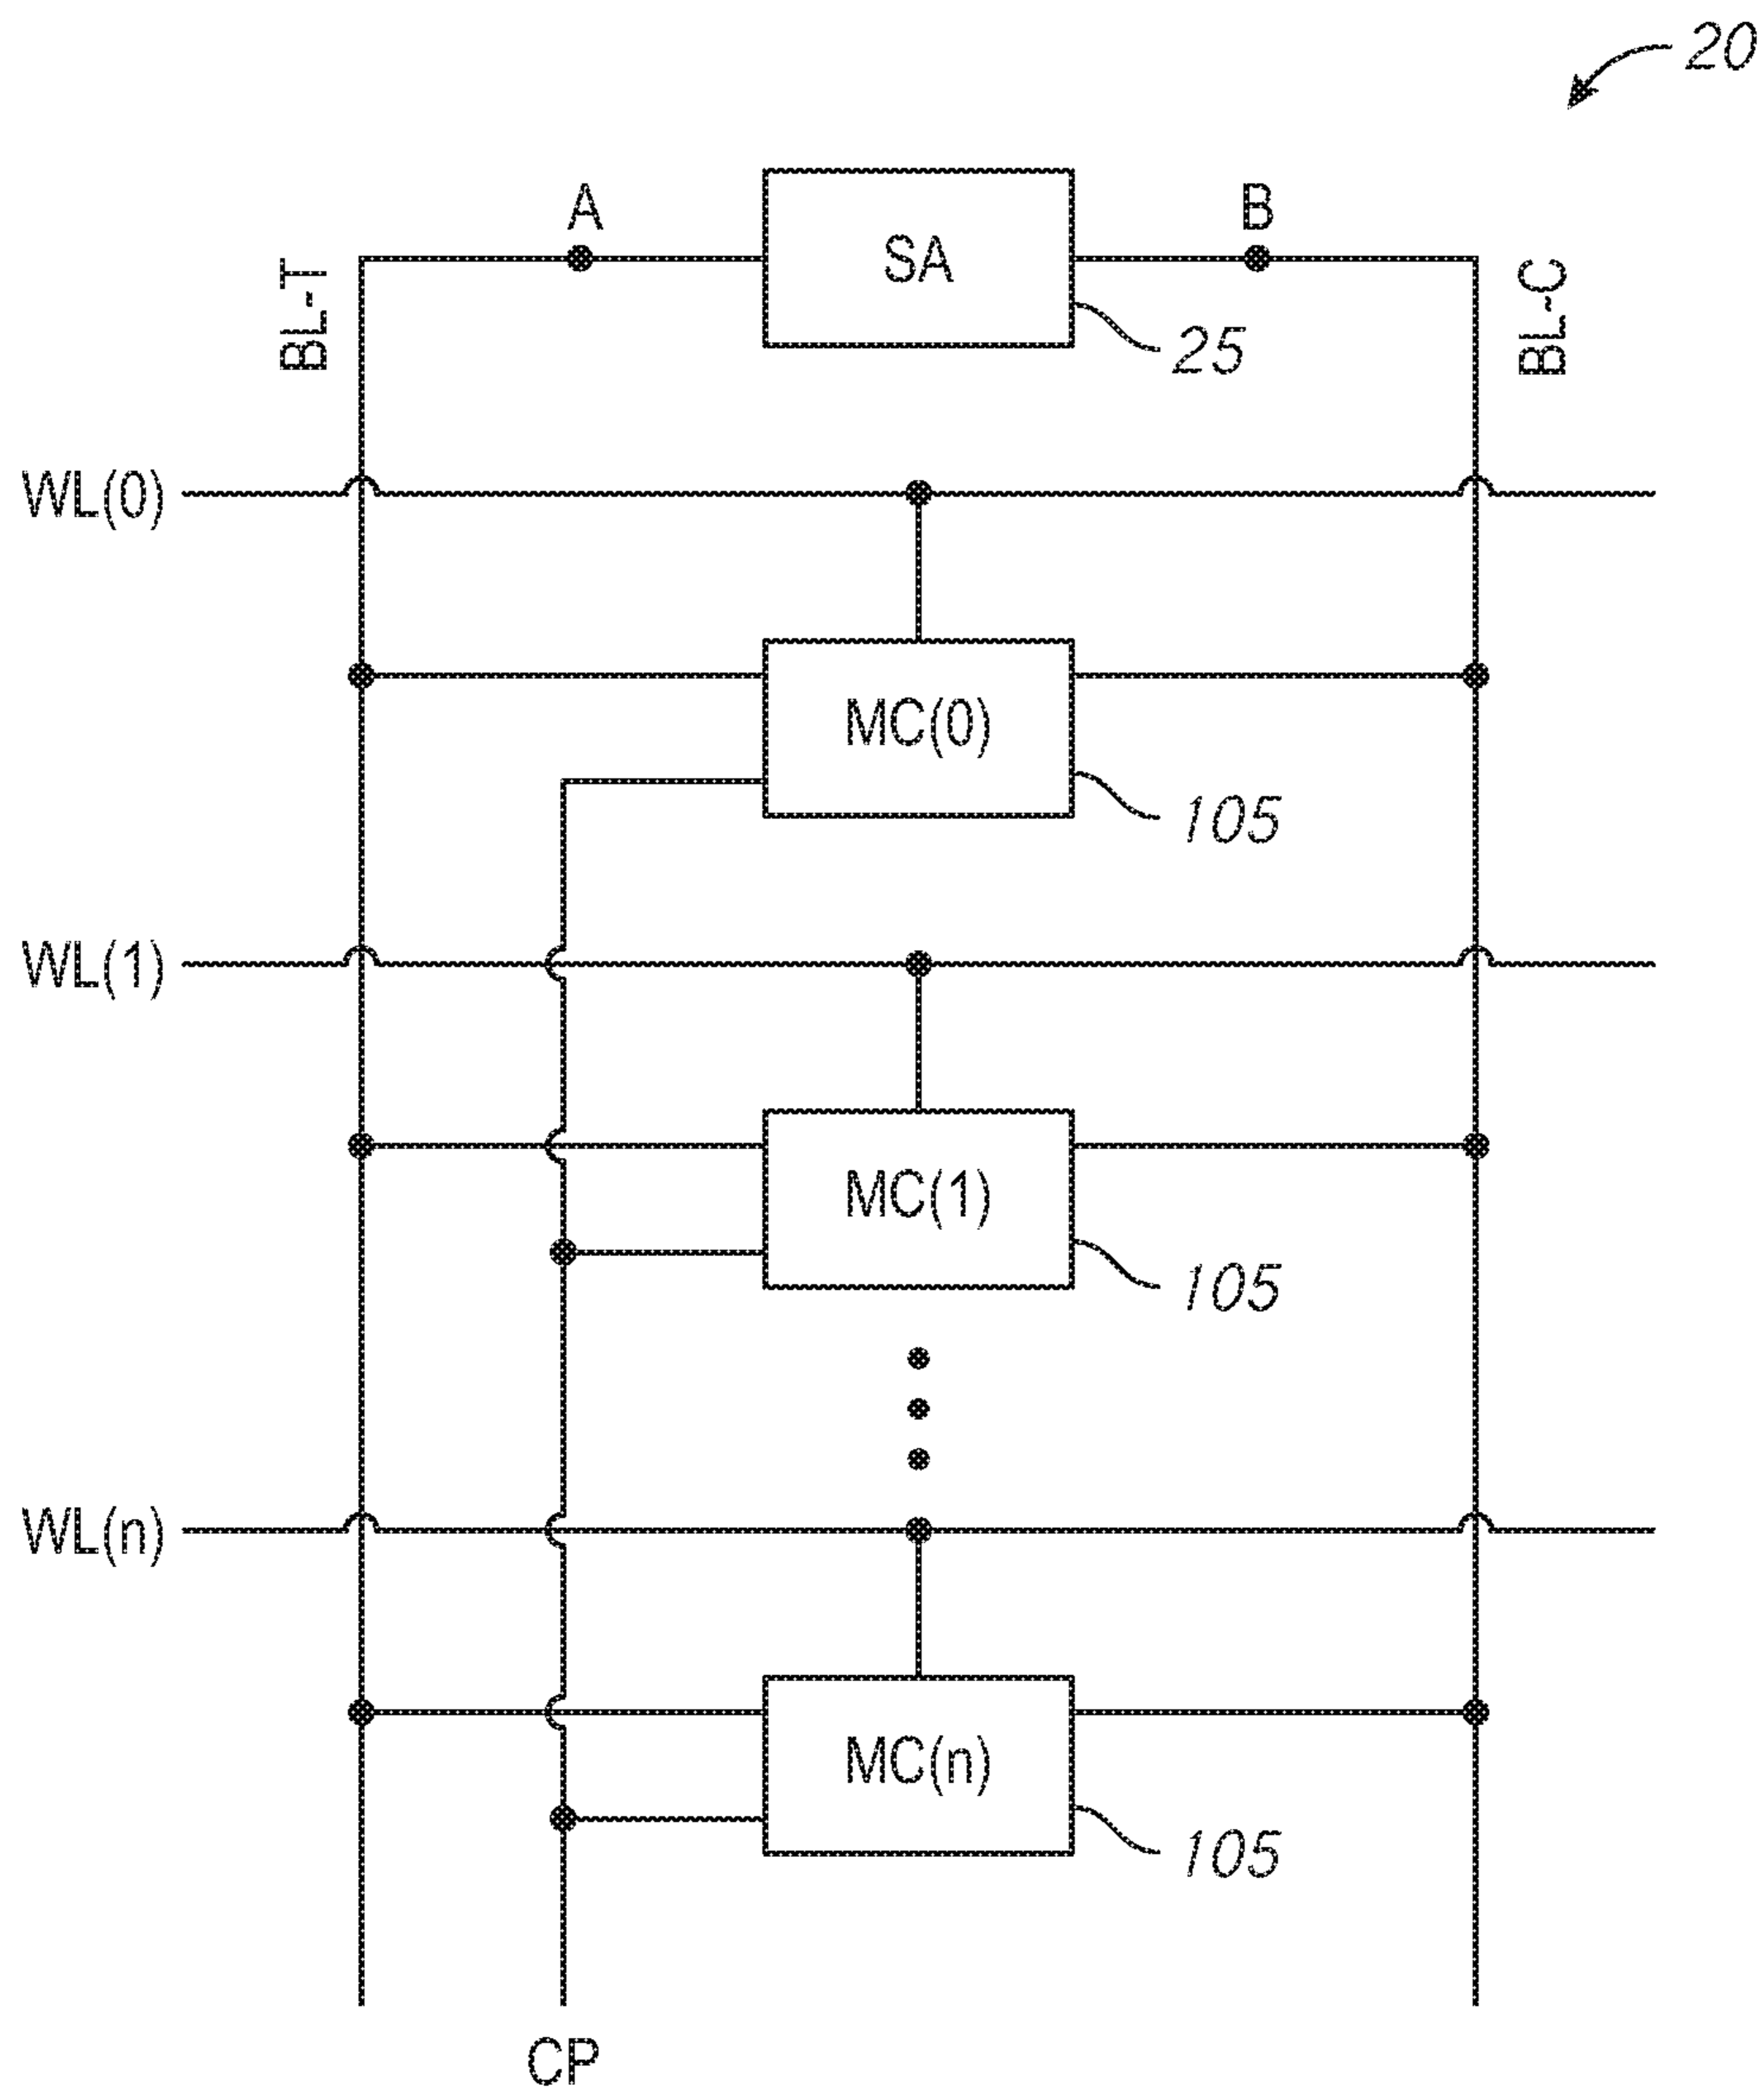 20
A
SA
B
BL-T
BL-C
25
WL(0)
MC(0)
105
WL(1)
MC(1)
105
WL(n)
MC(n)
105
CP